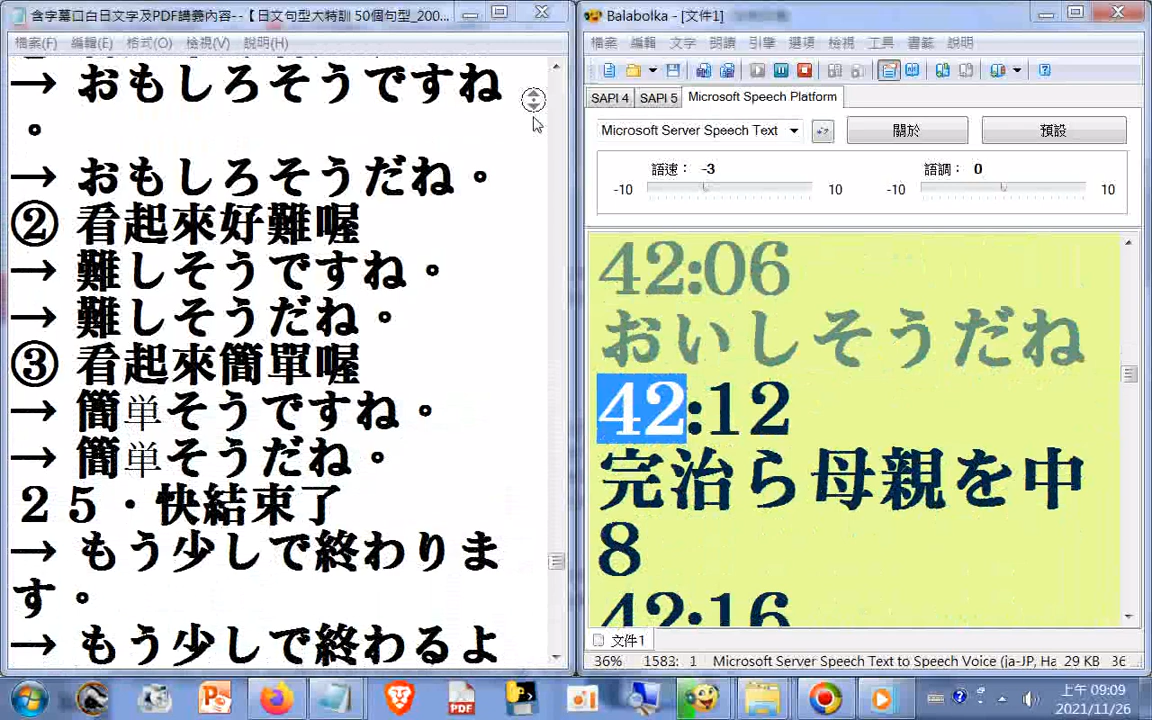 含字幕口白日文字及PDF講義內容--【日文句型大特訓 50個句型_200...
檔案(F) 編輯(E) 格式(O) 檢視(V) 說明(H)
→ おもしろそうですね
。
→ おもしろそうだね。
② 看起來好難喔
→ 難しそうですね。
→ 難しそうだね。
③ 看起來簡單喔
→ 簡単そうですね。
→ 簡単そうだね。
２５．快結束了
→ もう少しで終わりま
す。
→ もう少しで終わるよ
Balabolka - [文件1]
檔案 編輯 文字 朗讀 引擎 選項 檢視 工具 書籤 說明
SAPI 4 SAPI 5 Microsoft Speech Platform
Microsoft Server Speech Text 關於 預設
語速： -3 語調： 0
-10 10 -10 10
42:06
おいしそうだね
42:12
完治ら母親を中
8
42:16
文件1
36% 1583: 1 Microsoft Server Speech Text to Speech Voice (ja-JP, Ha 29 KB 36
PDF
上午 09:09
2021/11/26